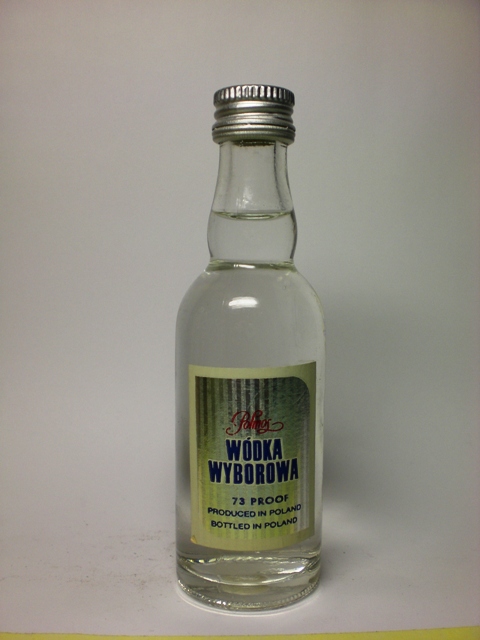 Polmos
WÓDKA
WYBOROWA
73 PROOF
PRODUCED IN POLAND
BOTTLED IN POLAND